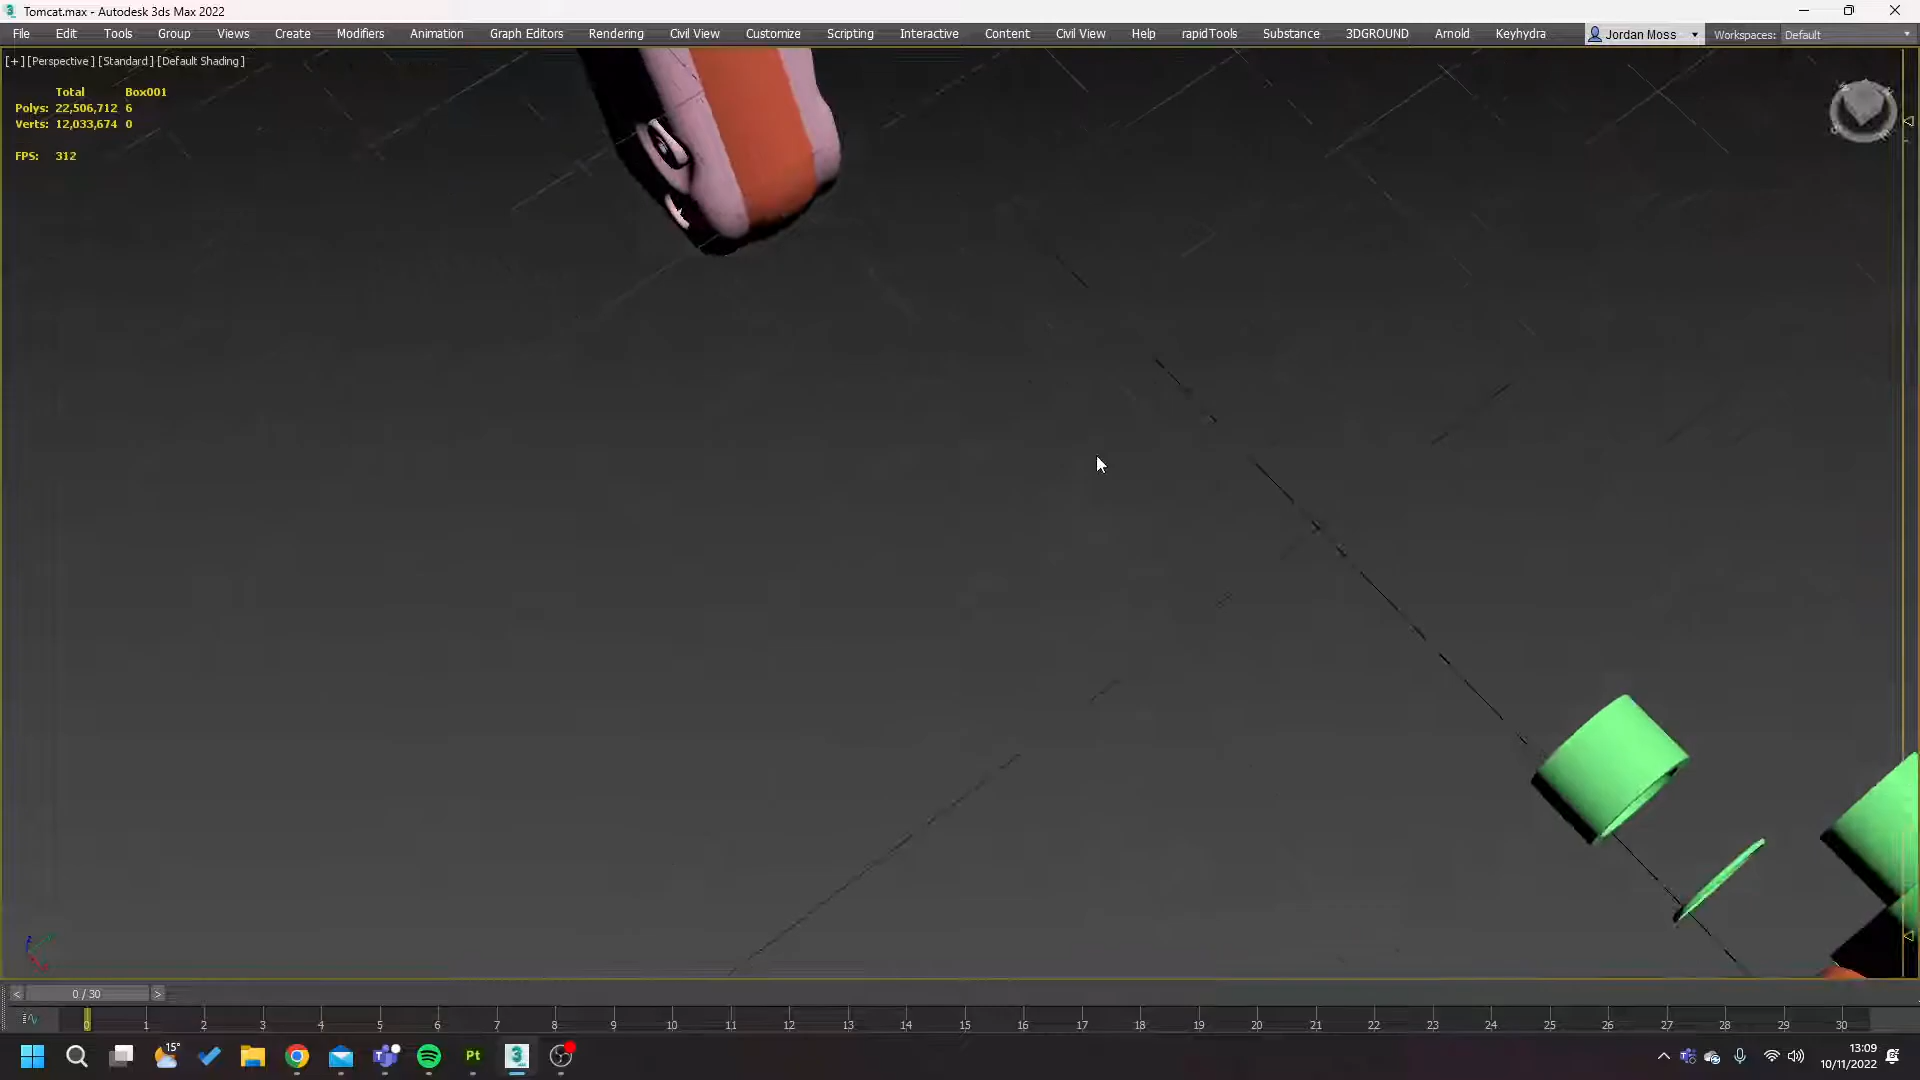 Tomcat.max - Autodesk 3ds Max 2022
File Edit Tools Group Views Create Modifiers Animation Graph Editors Rendering Civil View Customize Scripting Interactive Content Civil View Help rapidTools Substance 3DGROUND Arnold Keyhydra Jordan Moss Workspaces: Default
[+] [Perspective ] [Standard ] [Default Shading ]
Total Box001
Polys: 22,506,712 6
Verts: 12,033,674 0
FPS: 312
< 0 / 30 >
0 1 2 3 4 5 6 7 8 9 10 11 12 13 14 15 16 17 18 19 20 21 22 23 24 25 26 27 28 29 30
15°
Pt
3
13:09
10/11/2022